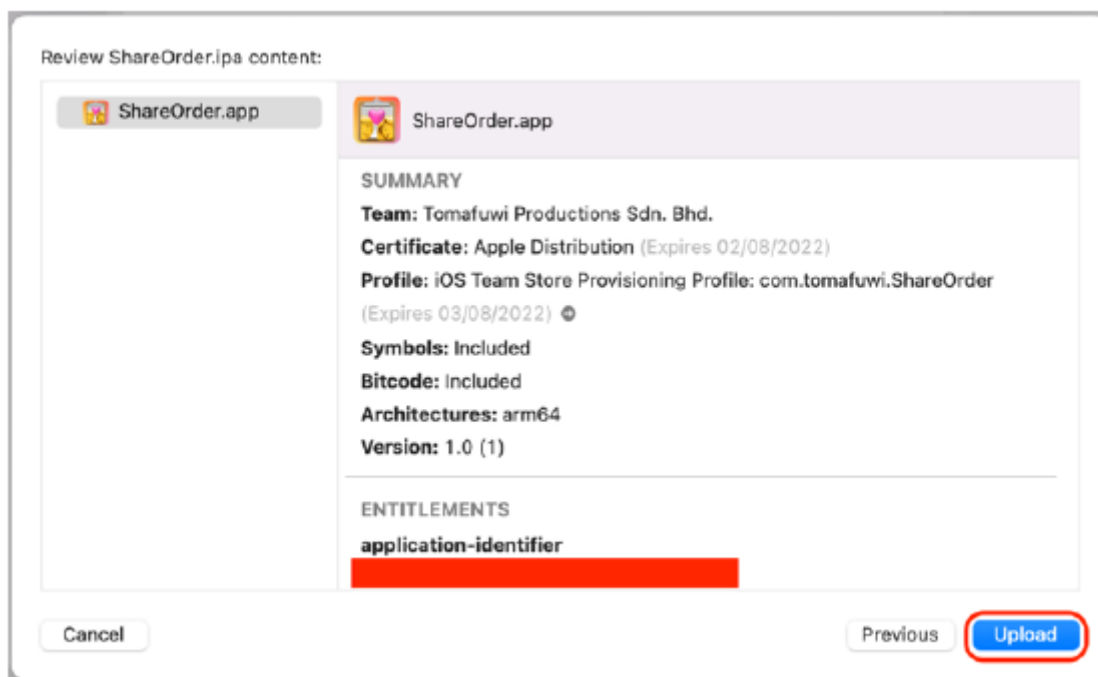 Review ShareOrder.ipa content:
ShareOrder.app
ShareOrder.app
SUMMARY
Team: Tomafuwi Productions Sdn. Bhd.
Certificate: Apple Distribution (Expires 02/08/2022)
Profile: iOS Team Store Provisioning Profile: com.tomafuwi.ShareOrder
(Expires 03/08/2022)
Symbols: Included
Bitcode: Included
Architectures: arm64
Version: 1.0 (1)
ENTITLEMENTS
application-identifier
Cancel
Previous
Upload